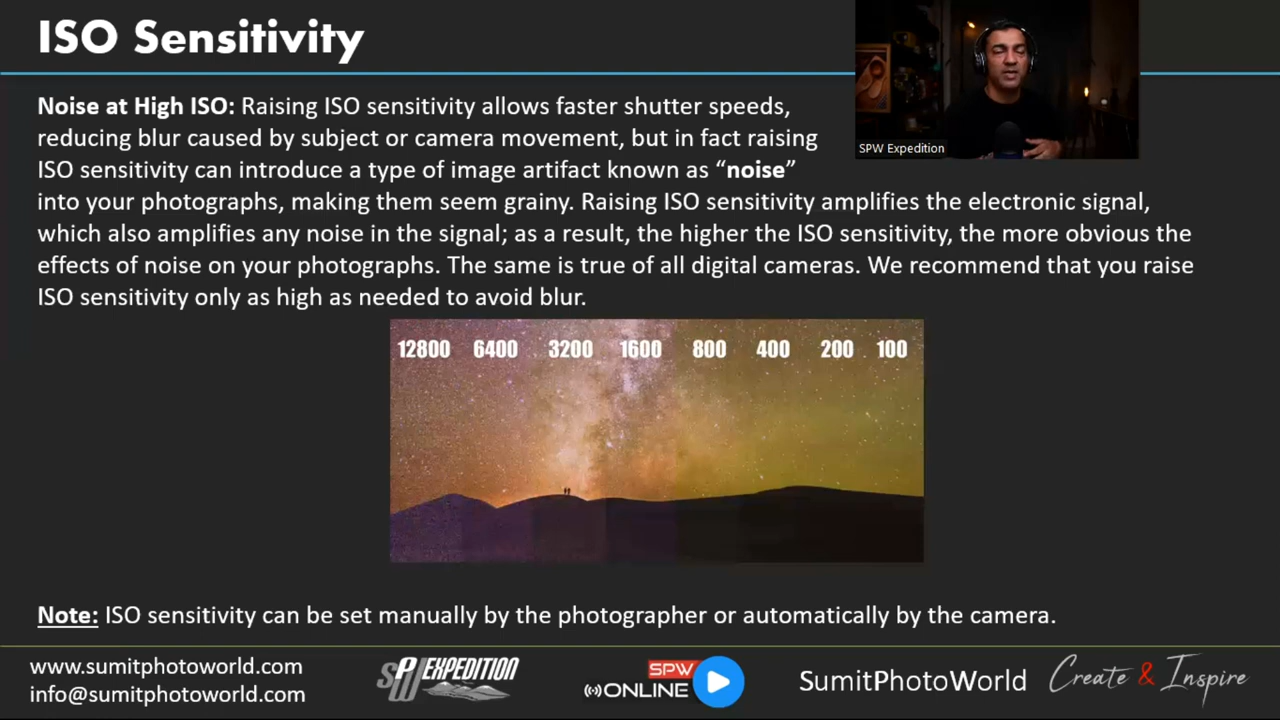 ISO Sensitivity
SPW Expedition
Noise at High ISO: Raising ISO sensitivity allows faster shutter speeds,
reducing blur caused by subject or camera movement, but in fact raising
ISO sensitivity can introduce a type of image artifact known as “noise”
into your photographs, making them seem grainy. Raising ISO sensitivity amplifies the electronic signal,
which also amplifies any noise in the signal; as a result, the higher the ISO sensitivity, the more obvious the
effects of noise on your photographs. The same is true of all digital cameras. We recommend that you raise
ISO sensitivity only as high as needed to avoid blur.
12800 6400 3200 1600 800 400 200 100
Note: ISO sensitivity can be set manually by the photographer or automatically by the camera.
www.sumitphotoworld.com
info@sumitphotoworld.com
SPW EXPEDITION
SPW
ONLINE
SumitPhotoWorld
Create & Inspire